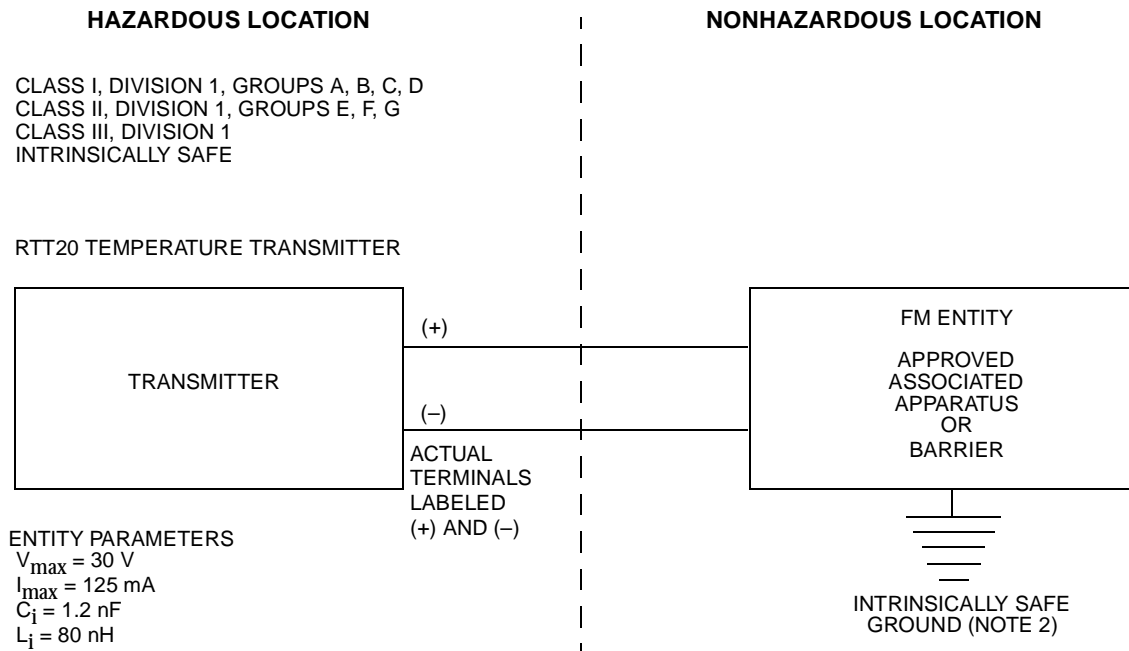 HAZARDOUS LOCATION
NONHAZARDOUS LOCATION
CLASS I, DIVISION 1, GROUPS A, B, C, D
CLASS II, DIVISION 1, GROUPS E, F, G
CLASS III, DIVISION 1
INTRINSICALLY SAFE
RTT20 TEMPERATURE TRANSMITTER
TRANSMITTER
(+)
(–)
ACTUAL
TERMINALS
LABELED
(+) AND (–)
FM ENTITY
APPROVED
ASSOCIATED
APPARATUS
OR
BARRIER
ENTITY PARAMETERS
Vmax = 30 V
Imax = 125 mA
Ci = 1.2 nF
Li = 80 nH
INTRINSICALLY SAFE
GROUND (NOTE 2)